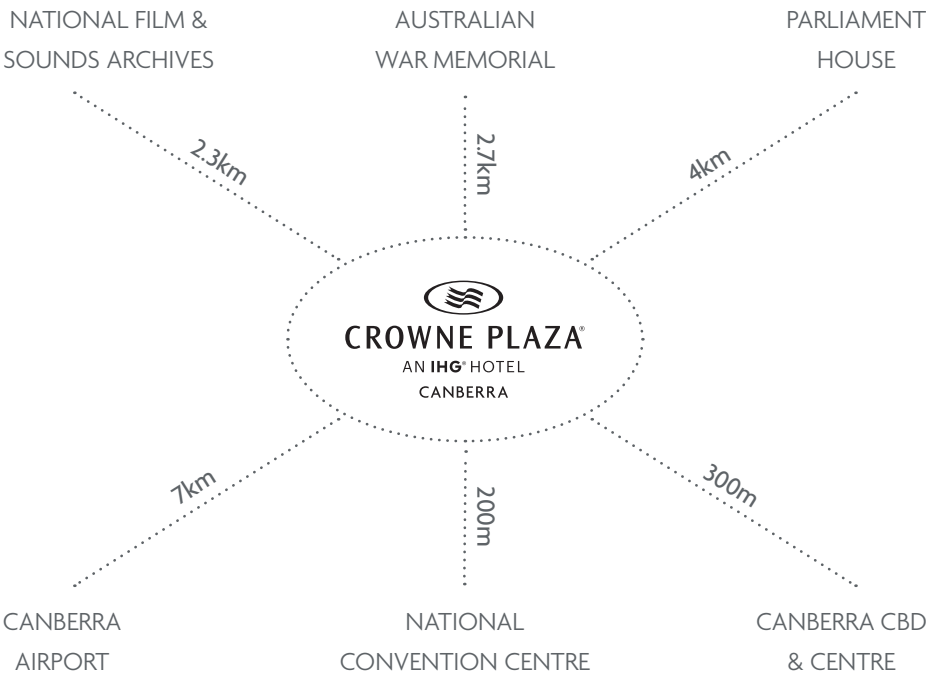 NATIONAL FILM &
SOUNDS ARCHIVES
AUSTRALIAN
WAR MEMORIAL
PARLIAMENT
HOUSE
2.3km
2.7km
4km
CROWNE PLAZA®
AN IHG® HOTEL
CANBERRA
7km
200m
300m
CANBERRA
AIRPORT
NATIONAL
CONVENTION CENTRE
CANBERRA CBD
& CENTRE